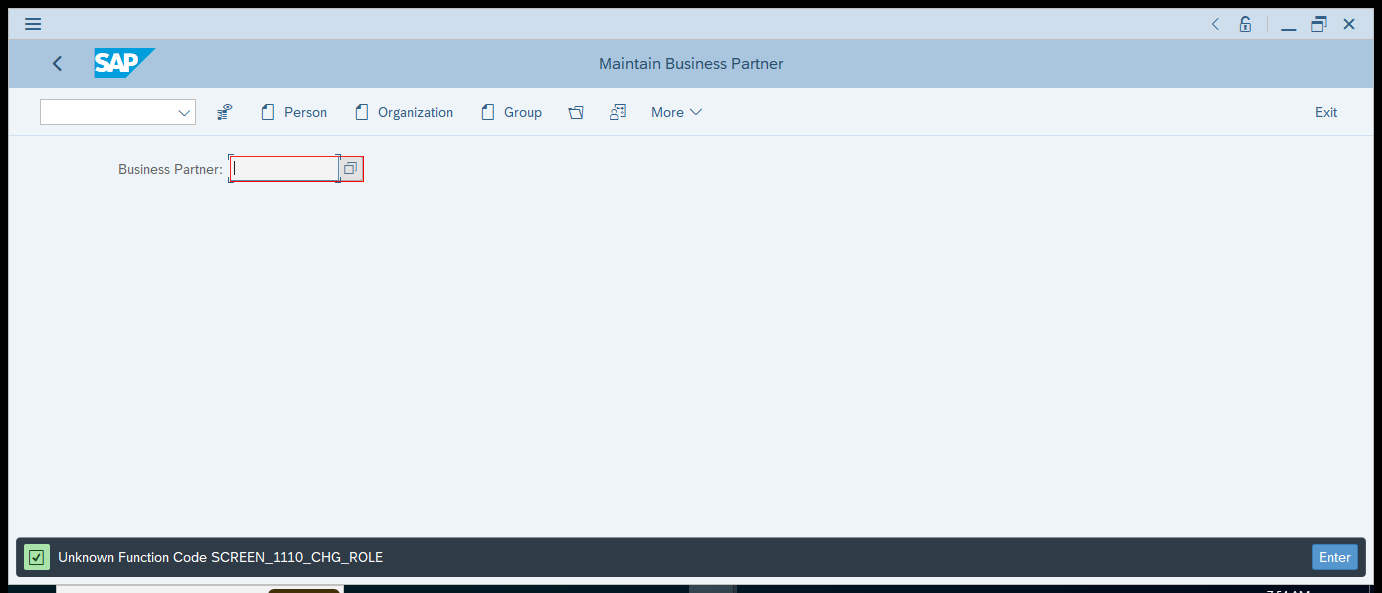 SAP
Maintain Business Partner
Person Organization Group More Exit
Business Partner:
Unknown Function Code SCREEN_1110_CHG_ROLE Enter